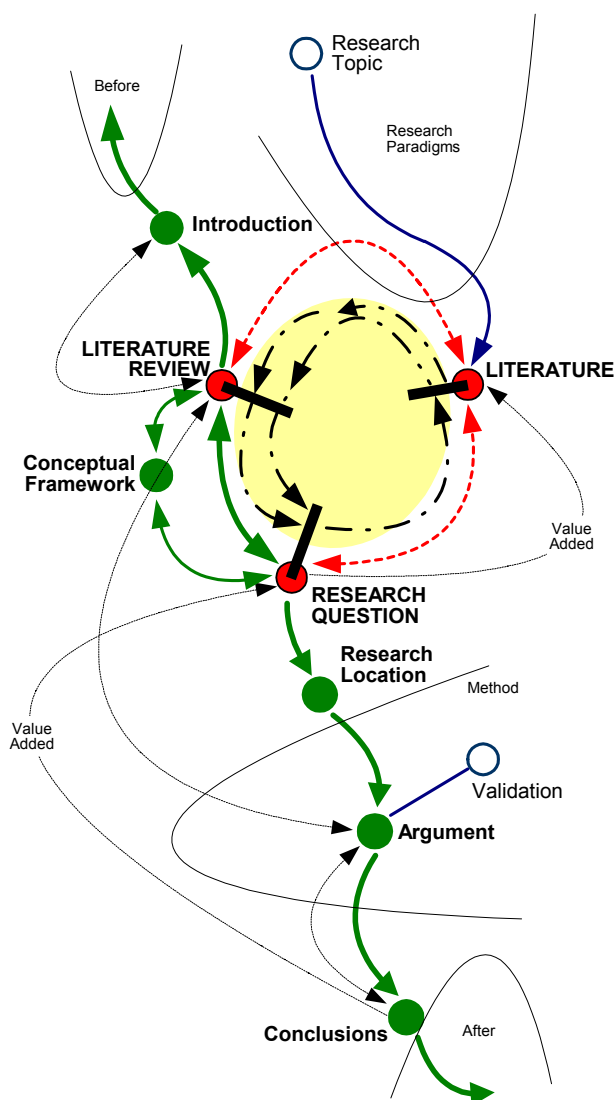 Research
Topic
Before
Research
Paradigms
Introduction
LITERATURE
REVIEW
LITERATURE
Conceptual
Framework
Value
Added
RESEARCH
QUESTION
Research
Location
Method
Value
Added
Validation
Argument
Conclusions
After